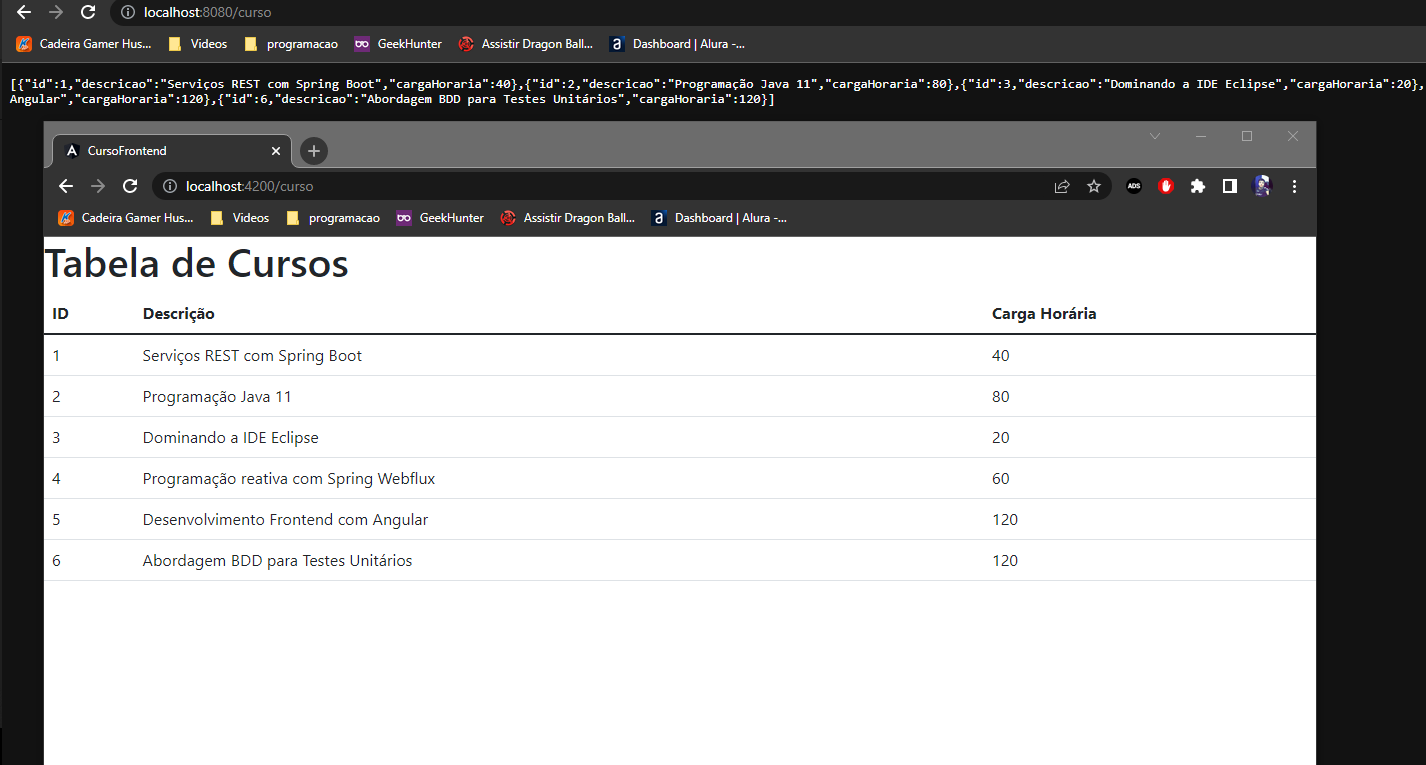 localhost:8080/curso
Cadeira Gamer Hus... Videos programacao GeekHunter Assistir Dragon Ball... Dashboard | Alura -...
[{"id":1,"descricao":"Serviços REST com Spring Boot","cargaHoraria":40},{"id":2,"descricao":"Programação Java 11","cargaHoraria":80},{"id":3,"descricao":"Dominando a IDE Eclipse","cargaHoraria":20},
Angular","cargaHoraria":120},{"id":6,"descricao":"Abordagem BDD para Testes Unitários","cargaHoraria":120}]
CursoFrontend
localhost:4200/curso ADS
Cadeira Gamer Hus... Videos programacao GeekHunter Assistir Dragon Ball... Dashboard | Alura -...
Tabela de Cursos
ID Descrição Carga Horária
1 Serviços REST com Spring Boot 40
2 Programação Java 11 80
3 Dominando a IDE Eclipse 20
4 Programação reativa com Spring Webflux 60
5 Desenvolvimento Frontend com Angular 120
6 Abordagem BDD para Testes Unitários 120